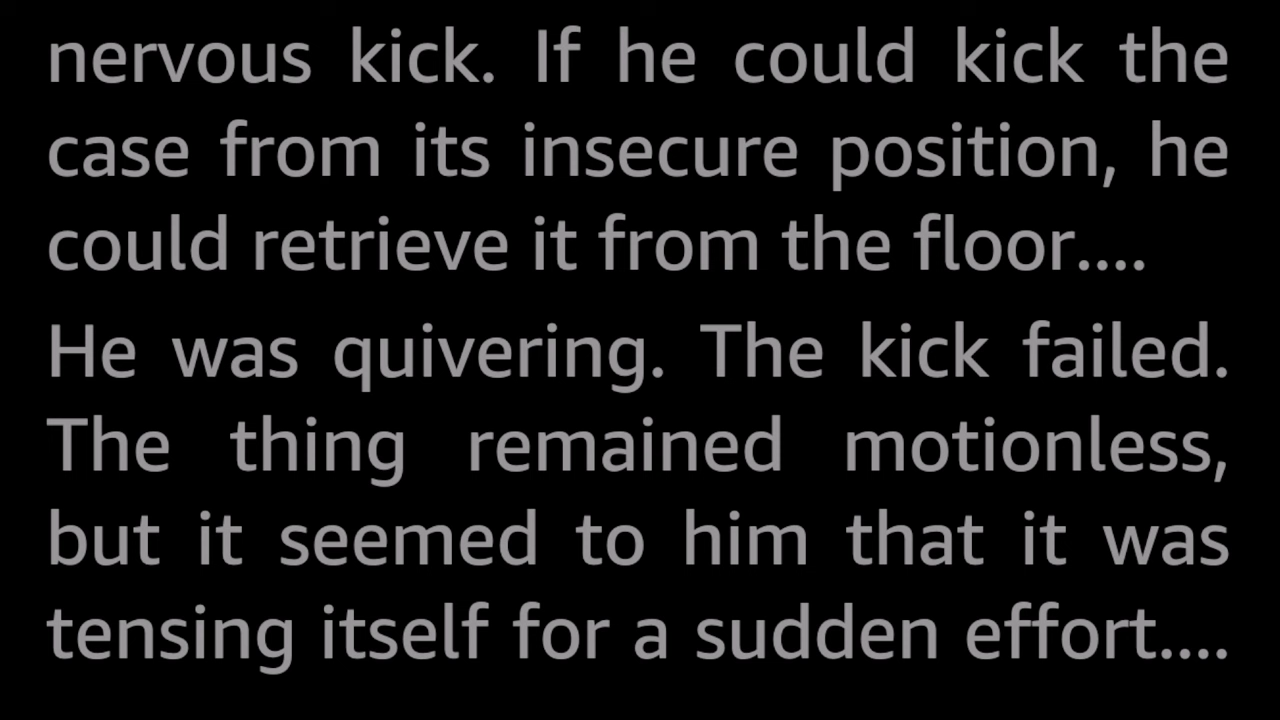 nervous kick. If he could kick the
case from its insecure position, he
could retrieve it from the floor....
He was quivering. The kick failed.
The thing remained motionless,
but it seemed to him that it was
tensing itself for a sudden effort....